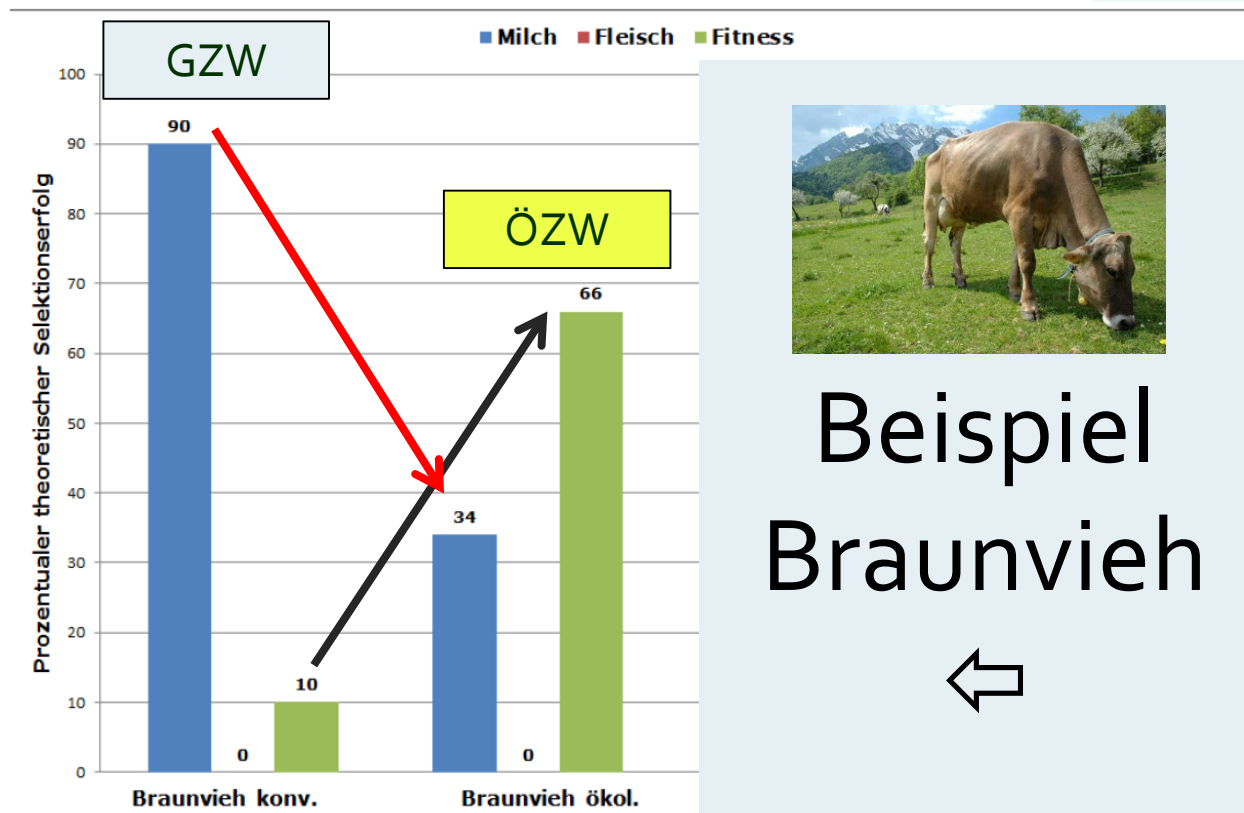 Milch Fleisch Fitness
GZW
ÖZW
Prozentualer theoretischer Selektionserfolg
100
90
80
70
60
50
40
30
20
10
0
90
0
10
34
0
66
Braunvieh konv.
Braunvieh ökol.
Beispiel
Braunvieh